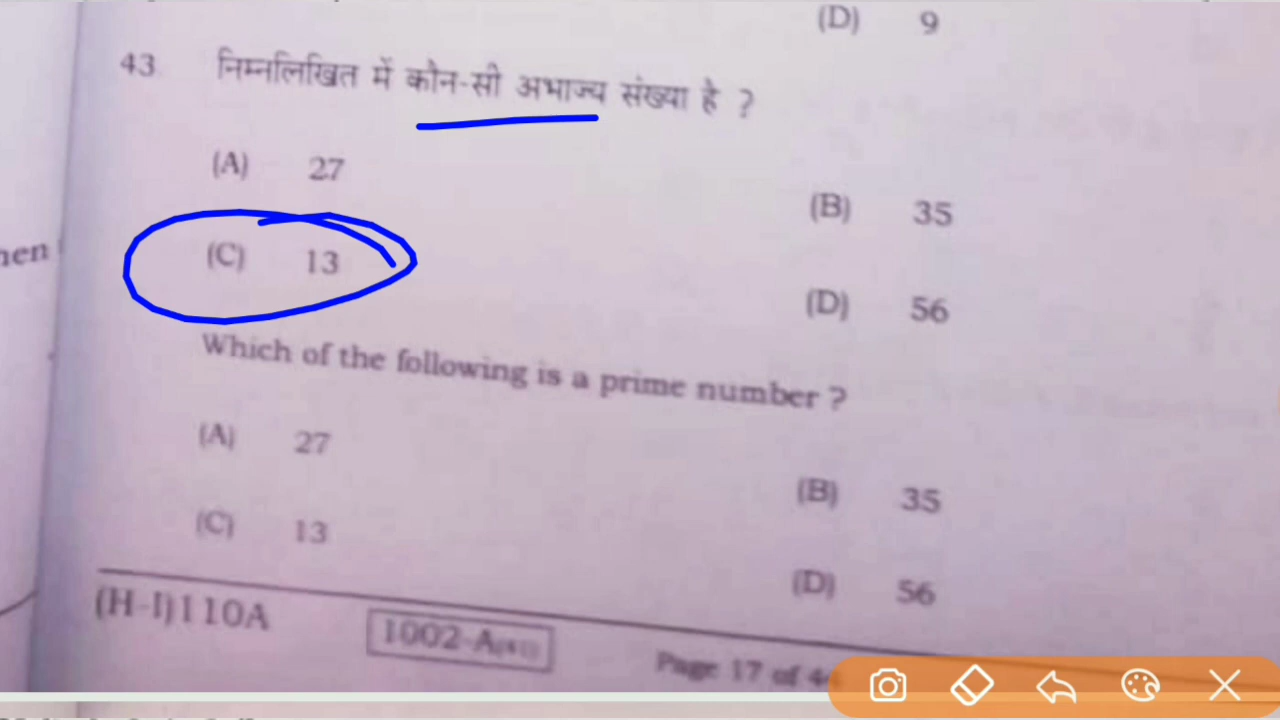 (D) 9
43 निम्नलिखित में कौन-सी अभाज्य संख्या है ?
(A) 27
(B) 35
(C) 13
(D) 56
Which of the following is a prime number ?
(A) 27
(B) 35
(C) 13
(D) 56
(H-I)110A 1002-A Page 17 of